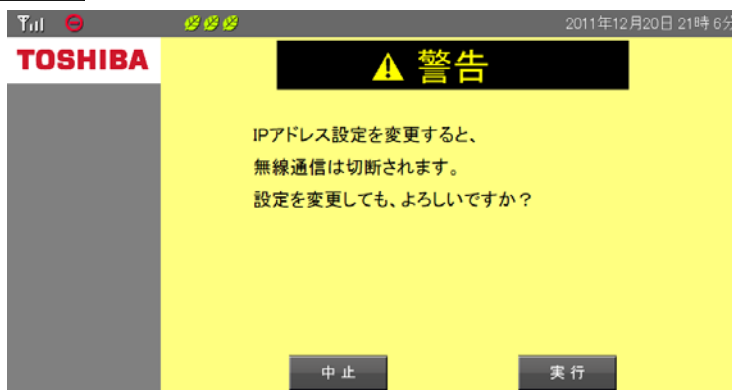 2011年12月20日 21時 6分
TOSHIBA
警告
IPアドレス設定を変更すると、
無線通信は切断されます。
設定を変更しても、よろしいですか？
中止
実行